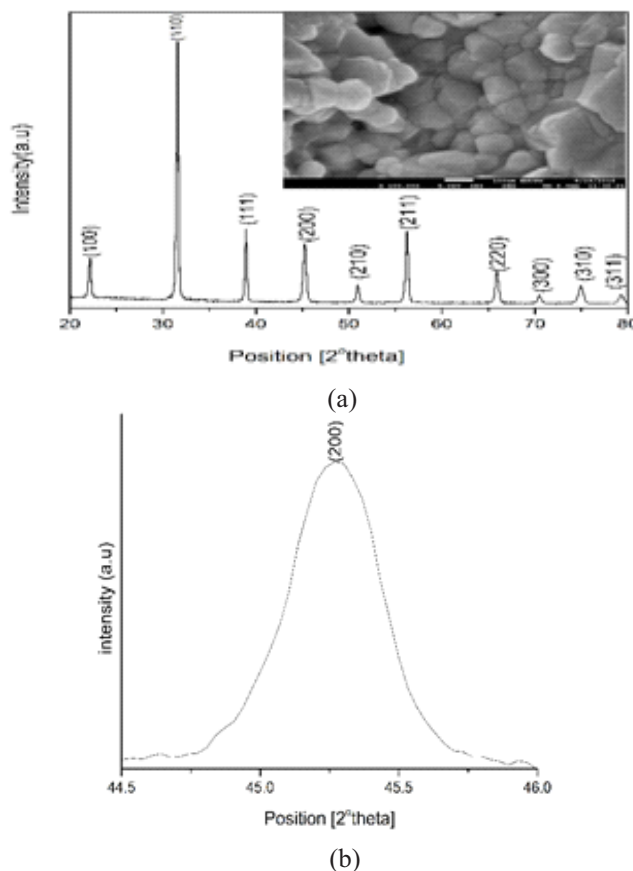 (110)
(100)
(111)
(200)
(210)
(211)
(220)
(300)
(310)
(311)
Intensity(a.u)
20 30 40 50 60 70 80
Position [2°theta]
(a)
(200)
intensity (a.u)
44.5 45.0 45.5 46.0
Position [2°theta]
(b)